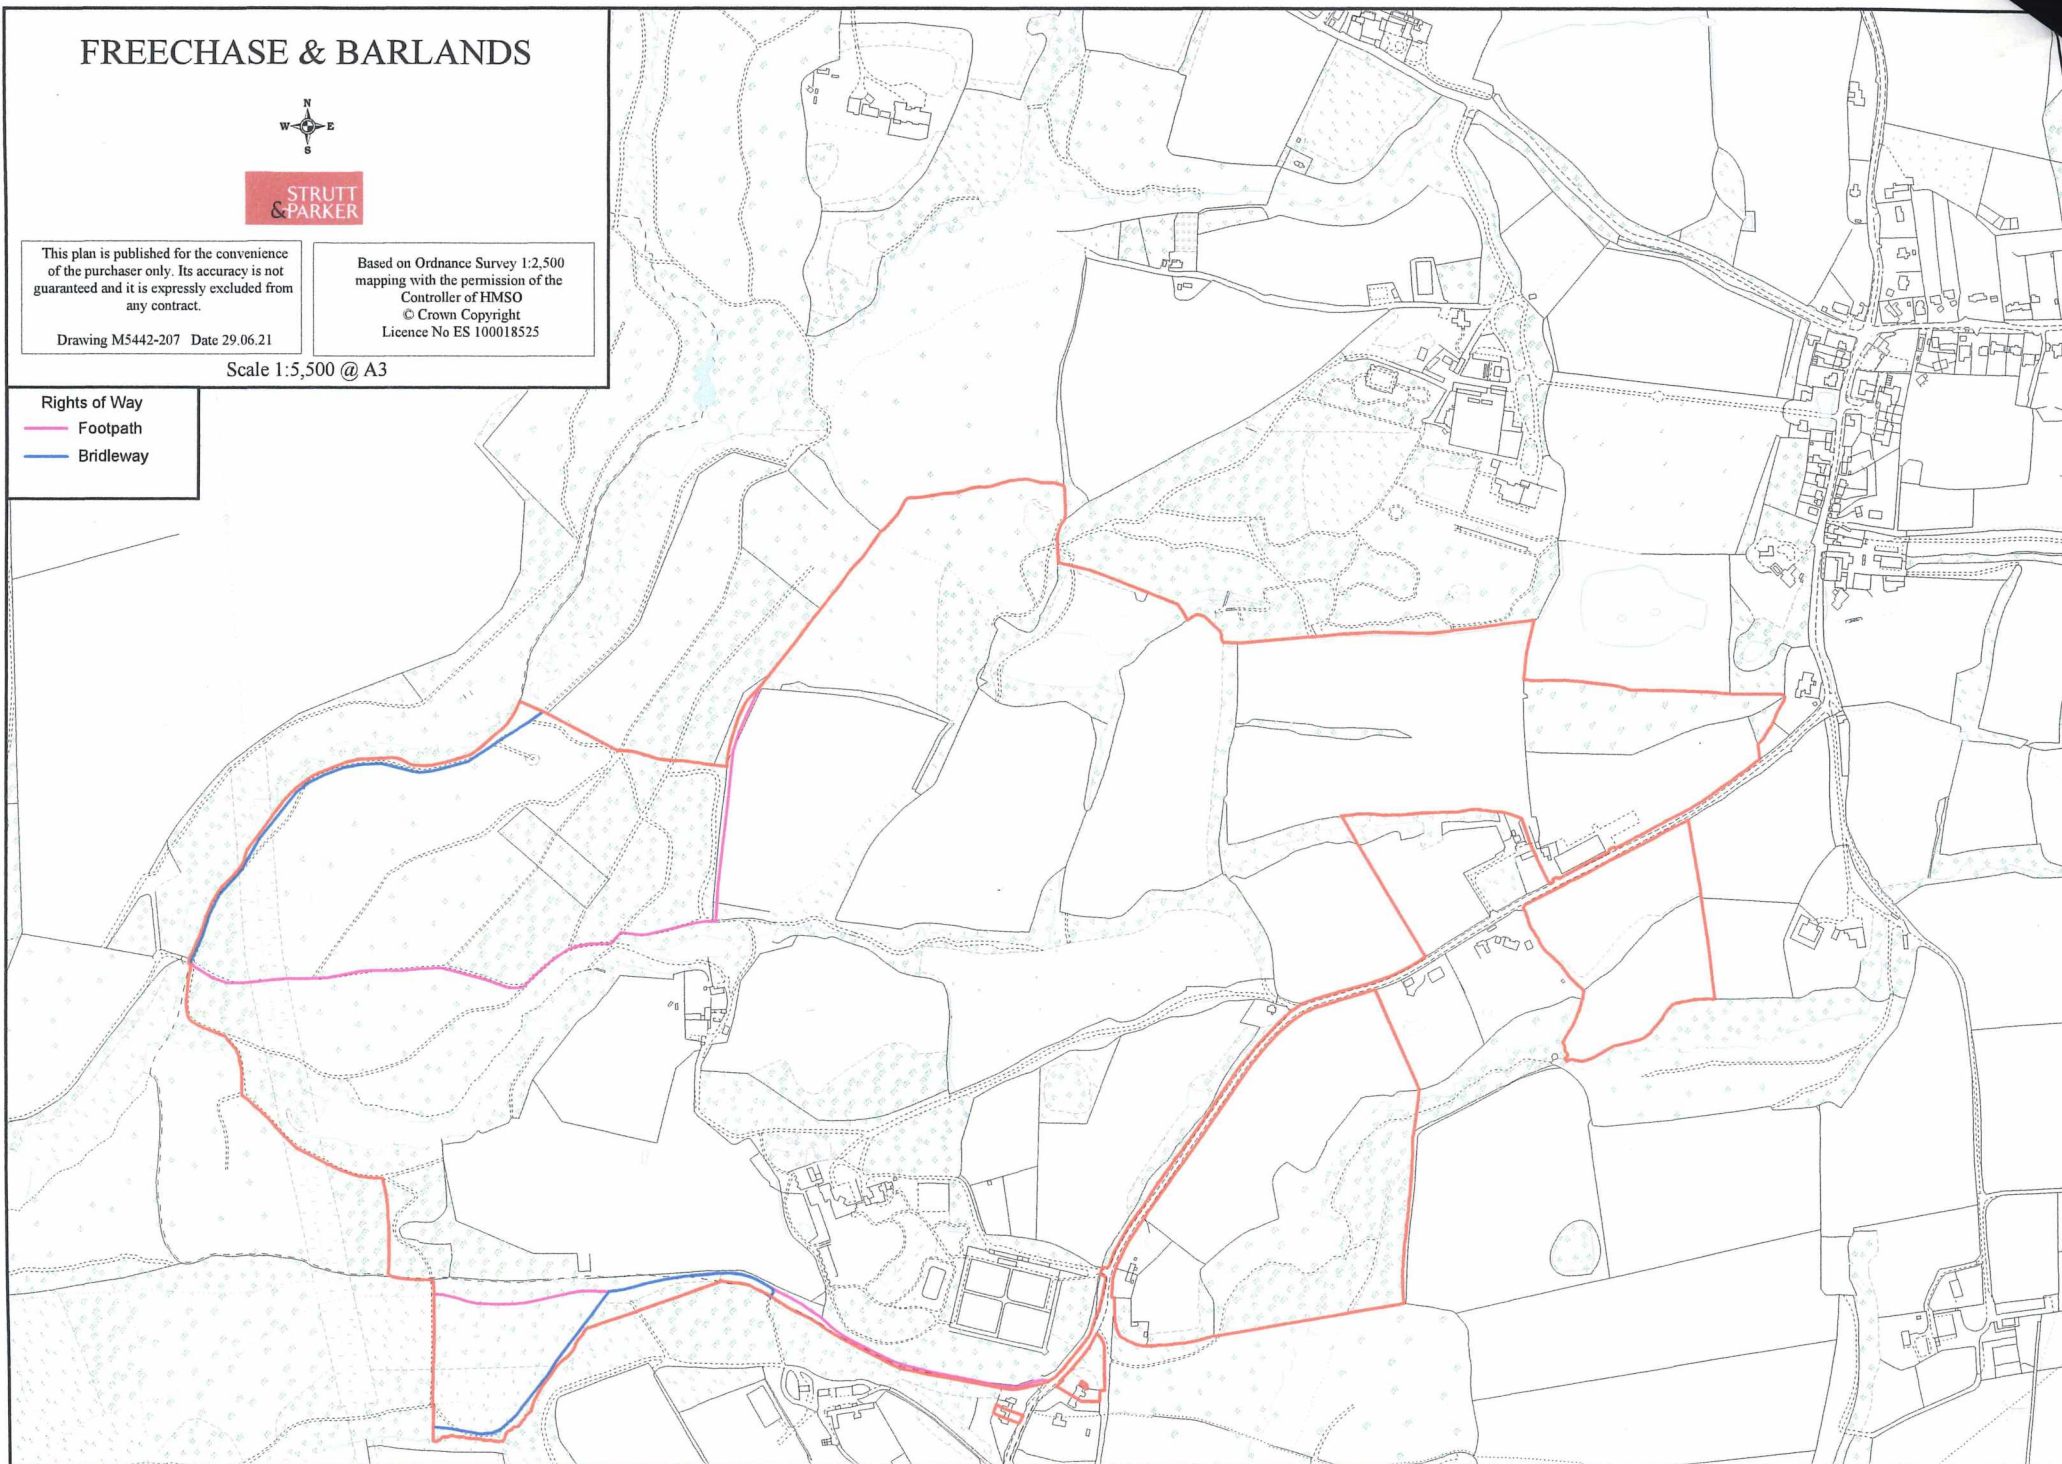 FREECHASE & BARLANDS
N
W E
S
STRUTT
&PARKER
This plan is published for the convenience
of the purchaser only. Its accuracy is not
guaranteed and it is expressly excluded from
any contract.
Drawing M5442-207 Date 29.06.21
Based on Ordnance Survey 1:2,500
mapping with the permission of the
Controller of HMSO
© Crown Copyright
Licence No ES 100018525
Scale 1:5,500 @ A3
Rights of Way
Footpath
Bridleway